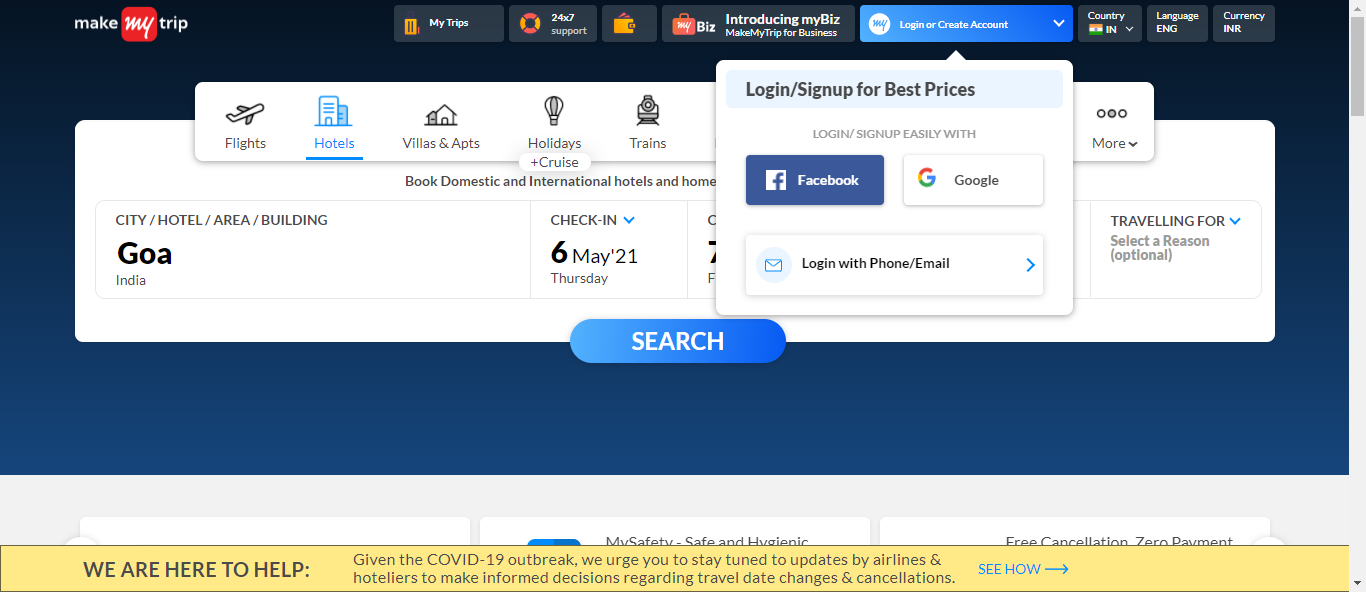 make my trip
My Trips
24x7
support
my Biz
Introducing myBiz
MakeMyTrip for Business
my
Login or Create Account
Country
IN
Language
ENG
Currency
INR
Login/Signup for Best Prices
LOGIN/ SIGNUP EASILY WITH
Facebook
Google
Login with Phone/Email
Flights
Hotels
Villas & Apts
Holidays
+Cruise
Trains
More
Book Domestic and International hotels and home
CITY / HOTEL / AREA / BUILDING
Goa
India
CHECK-IN
6 May'21
Thursday
C
7
F
TRAVELLING FOR
Select a Reason
(optional)
SEARCH
MySafety - Safe and Hygienic
Free Cancellation, Zero Payment
WE ARE HERE TO HELP:
Given the COVID-19 outbreak, we urge you to stay tuned to updates by airlines &
hoteliers to make informed decisions regarding travel date changes & cancellations.
SEE HOW